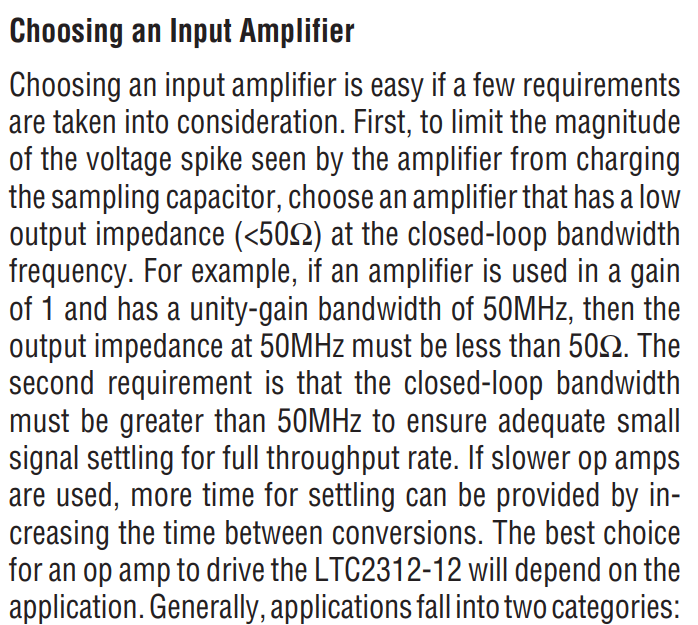 Choosing an Input Amplifier
Choosing an input amplifier is easy if a few requirements
are taken into consideration. First, to limit the magnitude
of the voltage spike seen by the amplifier from charging
the sampling capacitor, choose an amplifier that has a low
output impedance (<50Ω) at the closed-loop bandwidth
frequency. For example, if an amplifier is used in a gain
of 1 and has a unity-gain bandwidth of 50MHz, then the
output impedance at 50MHz must be less than 50Ω. The
second requirement is that the closed-loop bandwidth
must be greater than 50MHz to ensure adequate small
signal settling for full throughput rate. If slower op amps
are used, more time for settling can be provided by in-
creasing the time between conversions. The best choice
for an op amp to drive the LTC2312-12 will depend on the
application. Generally, applications fall into two categories: